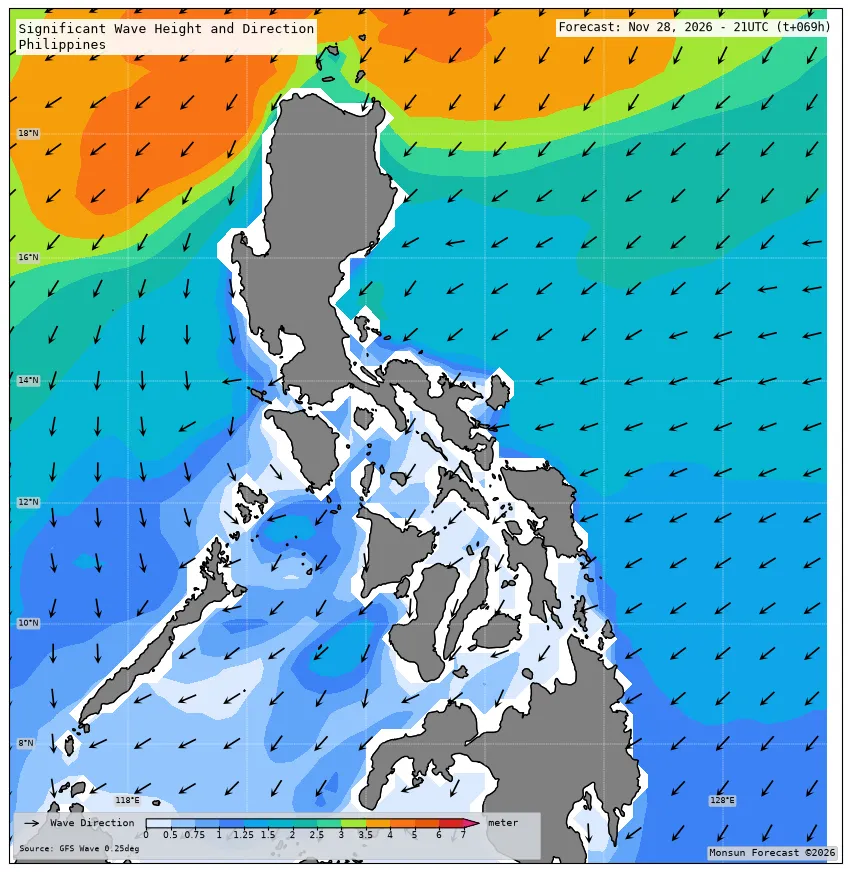 Significant Wave Height and Direction
Philippines
Forecast: Nov 28, 2026 - 21UTC (t+069h)
18°N
16°N
14°N
12°N
10°N
8°N
118°E
128°E
Wave Direction
0 0.5 0.75 1 1.25 1.5 2 2.5 3 3.5 4 5 6 7
meter
Source: GFS Wave 0.25deg
Monsun Forecast ©2026